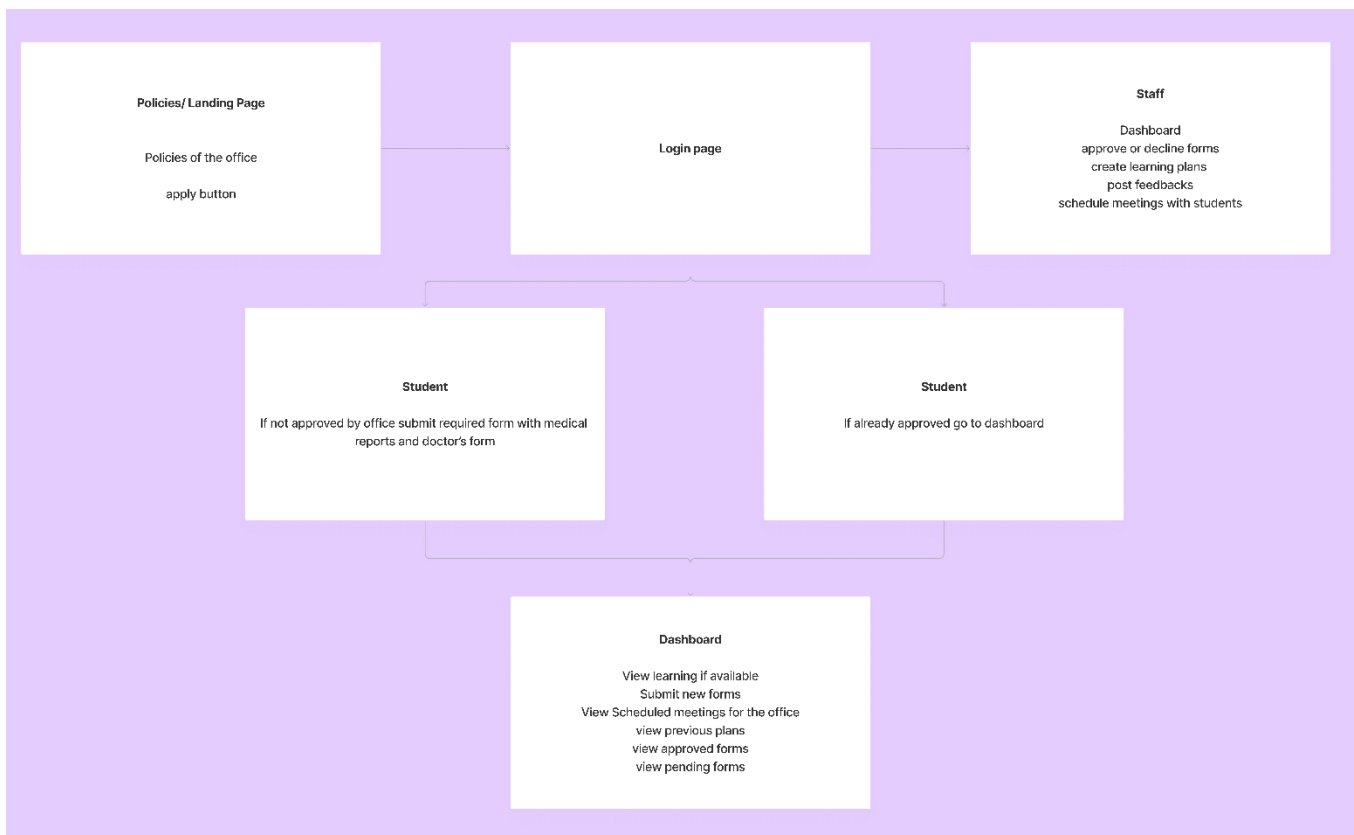 Policies/ Landing Page
Policies of the office
apply button
Login page
Staff
Dashboard
approve or decline forms
create learning plans
post feedbacks
schedule meetings with students
Student
If not approved by office submit required form with medical
reports and doctor’s form
Student
If already approved go to dashboard
Dashboard
View learning if available
Submit new forms
View Scheduled meetings for the office
view previous plans
view approved forms
view pending forms